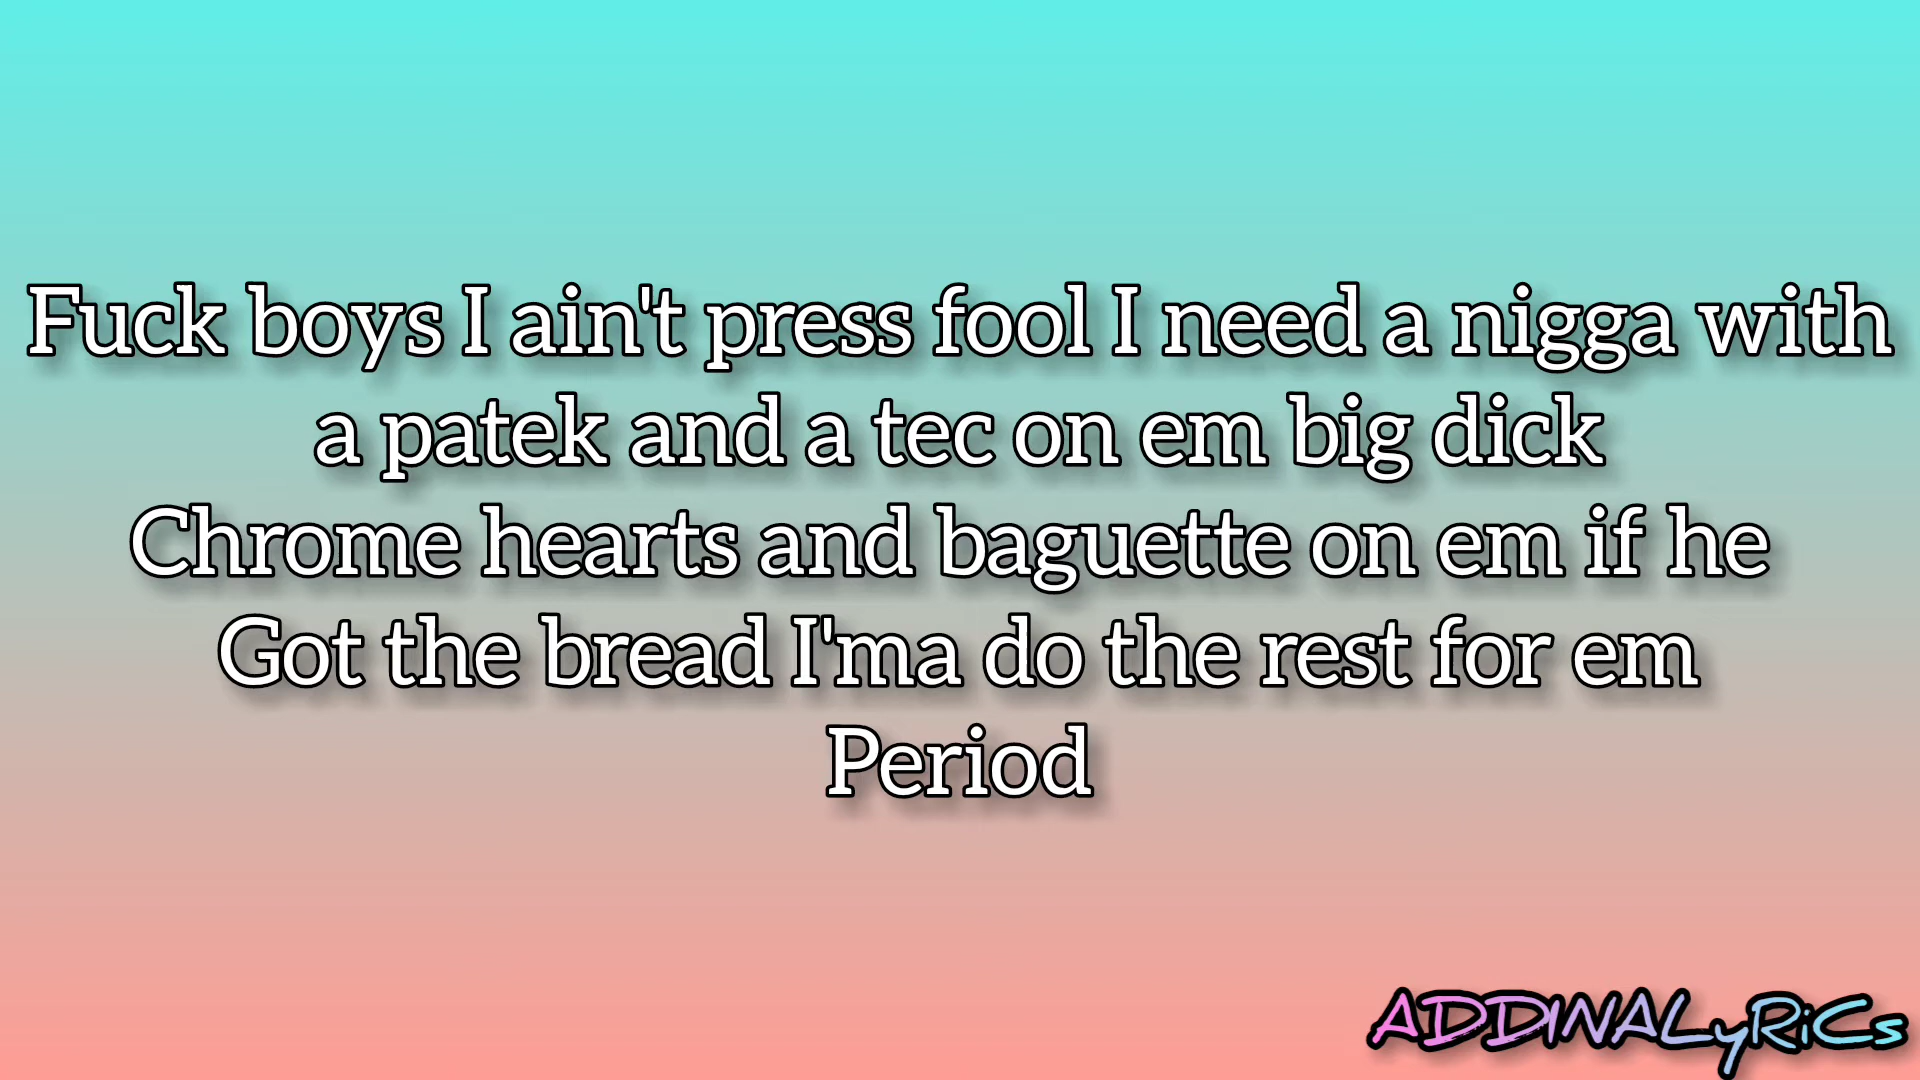 Fuck boys I ain't press fool I need a nigga with
a patek and a tec on em big dick
Chrome hearts and baguette on em if he
Got the bread I'ma do the rest for em
Period
ADDINALyRiCs